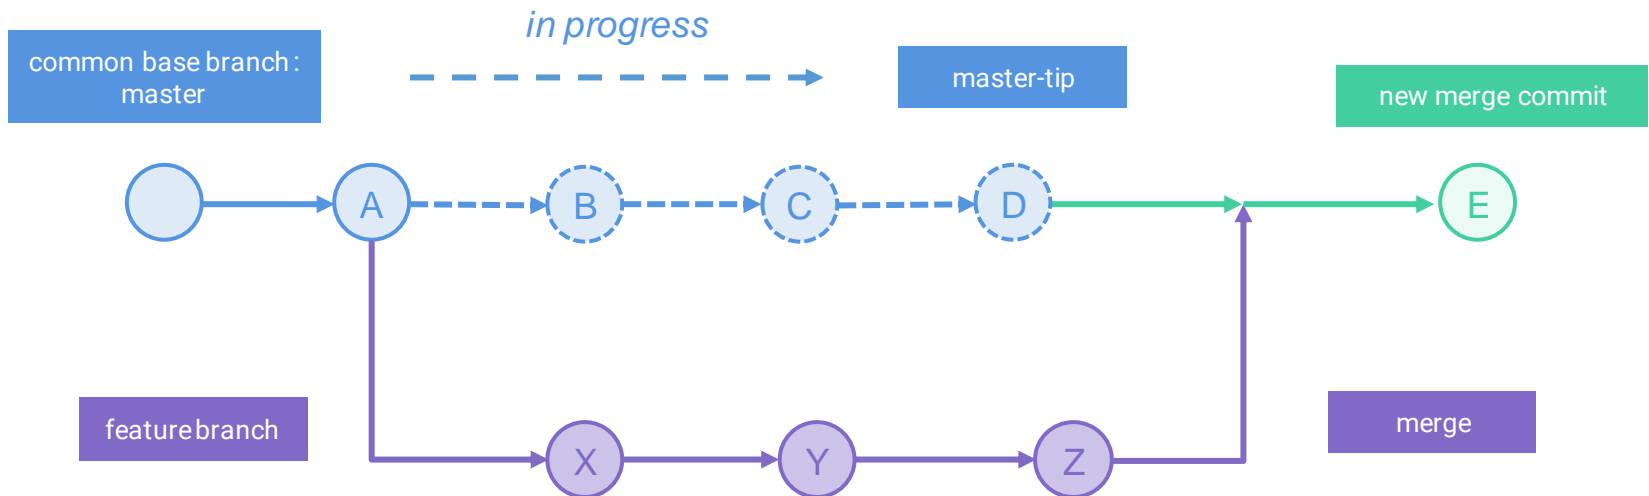 in progress
common base branch:
master
master-tip
new merge commit
A
B
C
D
E
feature branch
merge
X
Y
Z